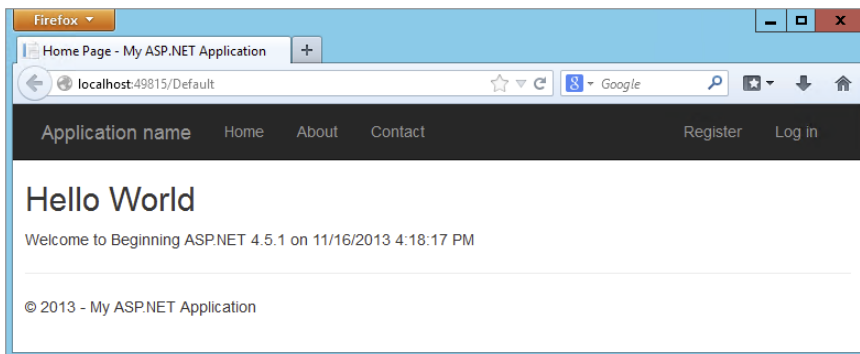 Firefox
Home Page - My ASP.NET Application
localhost:49815/Default
8 Google
Application name Home About Contact Register Log in
Hello World
Welcome to Beginning ASP.NET 4.5.1 on 11/16/2013 4:18:17 PM
© 2013 - My ASP.NET Application